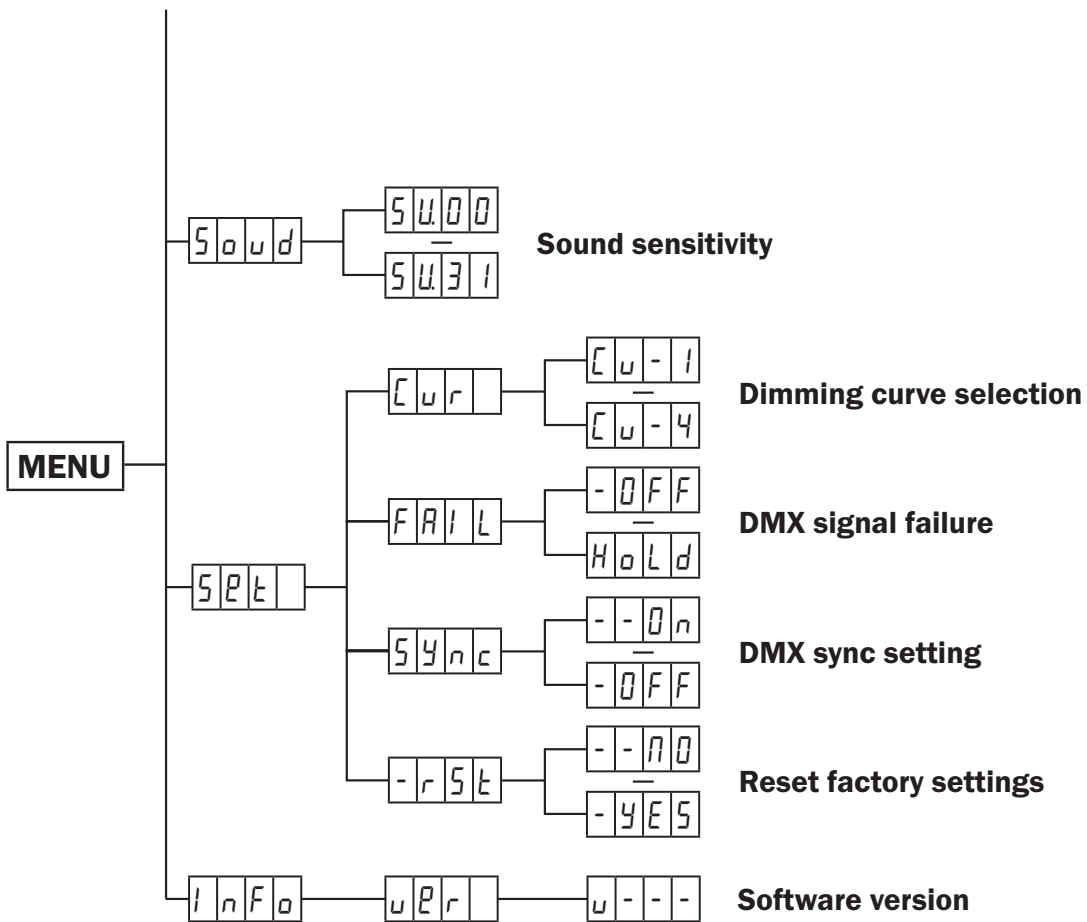 SU.00
Soud
Sound sensitivity
SU.31
Cu-1
Cur
Dimming curve selection
Cu-4
MENU
-OFF
FAIL
DMX signal failure
HoLd
Set
--On
SYnc
DMX sync setting
-OFF
--NO
-rSt
Reset factory settings
-YES
InFo
ver
v---
Software version